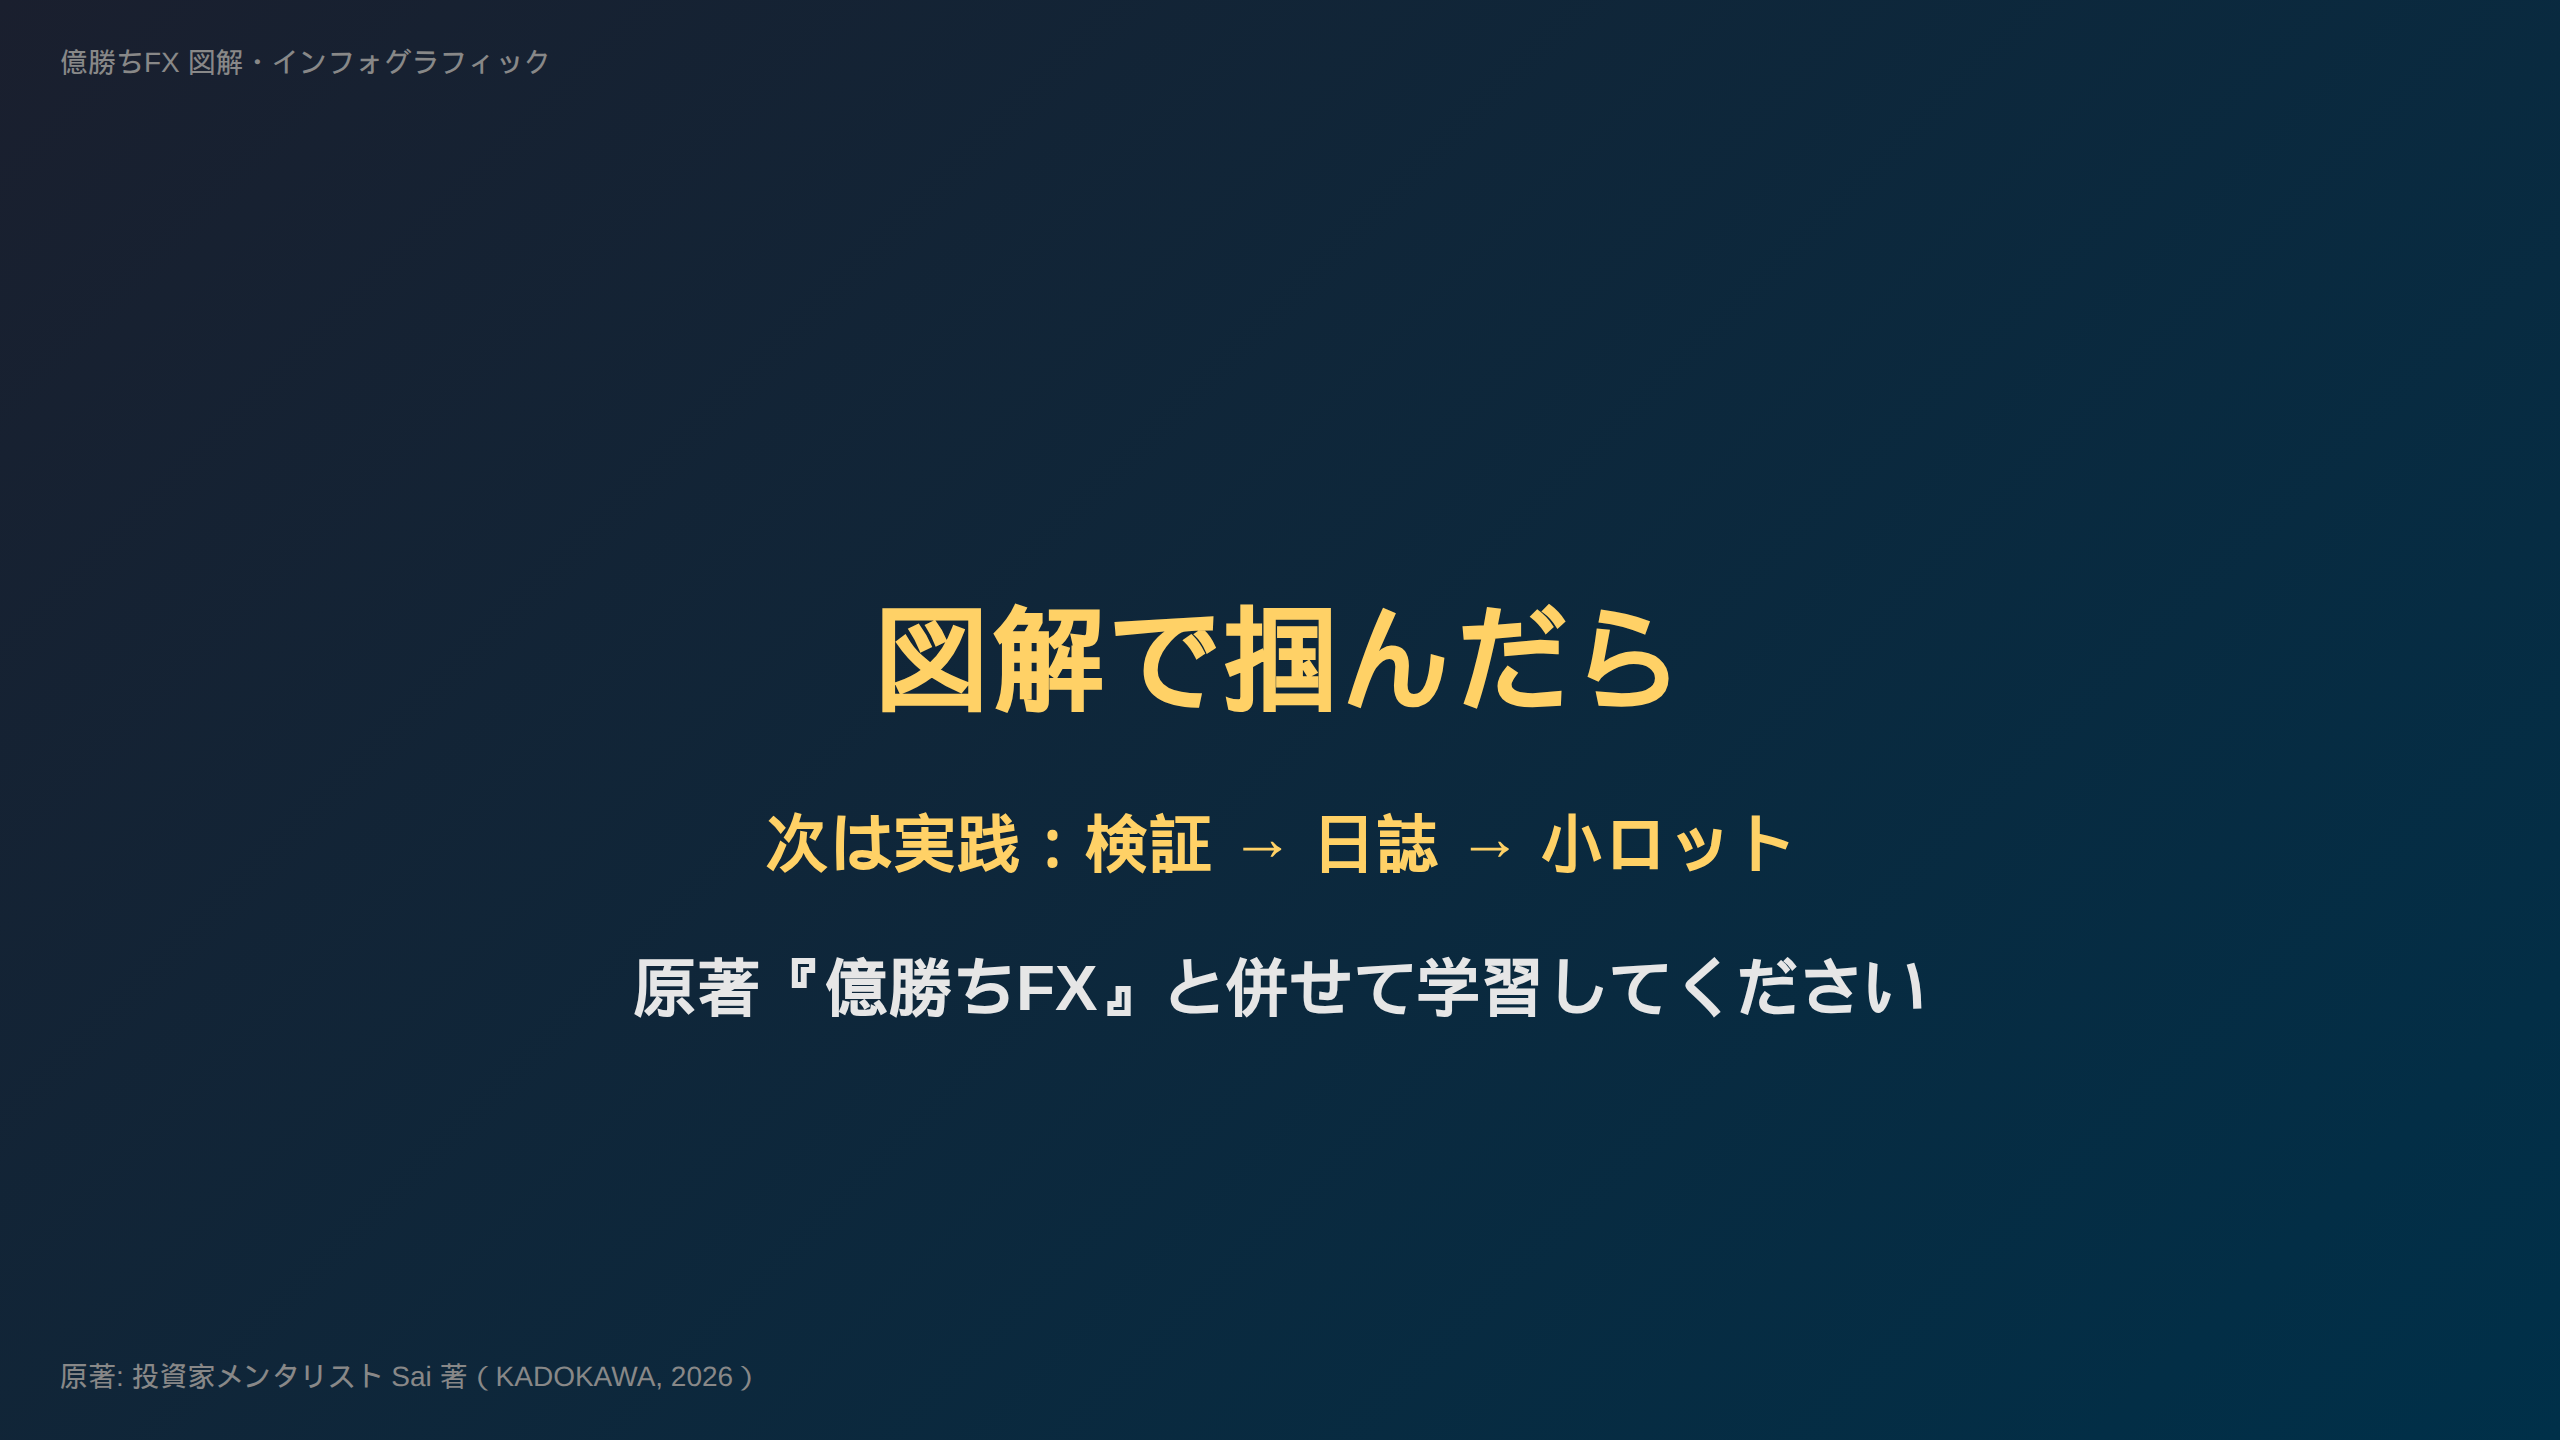 億勝ちFX 図解・インフォグラフィック
図解で掴んだら
次は実践：検証 → 日誌 → 小ロット
原著『億勝ちFX』と併せて学習してください
原著: 投資家メンタリスト Sai 著（KADOKAWA, 2026）